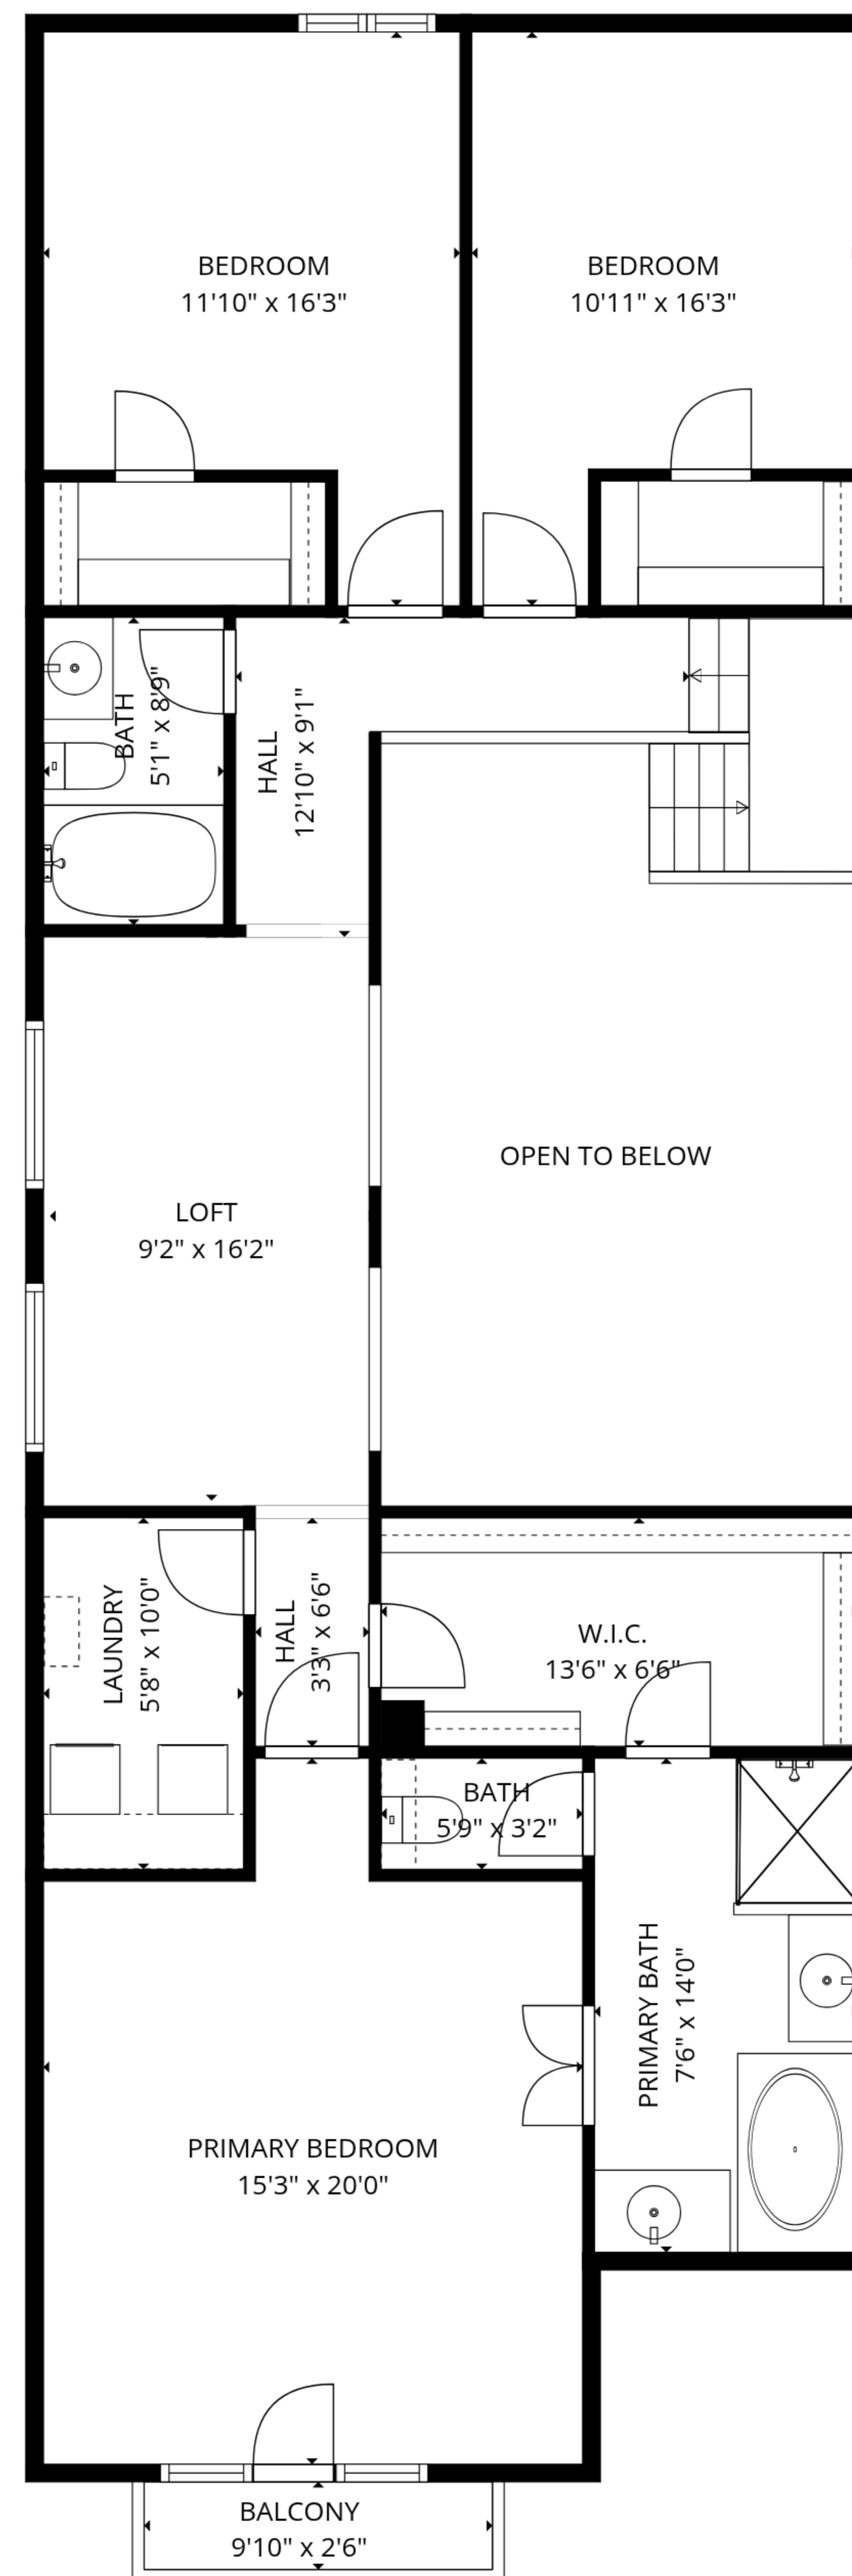 BEDROOM
11'10" x 16'3"
BEDROOM
10'11" x 16'3"
BATH
5'1" x 8'9"
HALL
12'10" x 9'1"
OPEN TO BELOW
LOFT
9'2" x 16'2"
LAUNDRY
5'8" x 10'0"
HALL
3'3" x 6'6"
W.I.C.
13'6" x 6'6"
BATH
5'9" x 3'2"
PRIMARY BATH
7'6" x 14'0"
PRIMARY BEDROOM
15'3" x 20'0"
BALCONY
9'10" x 2'6"